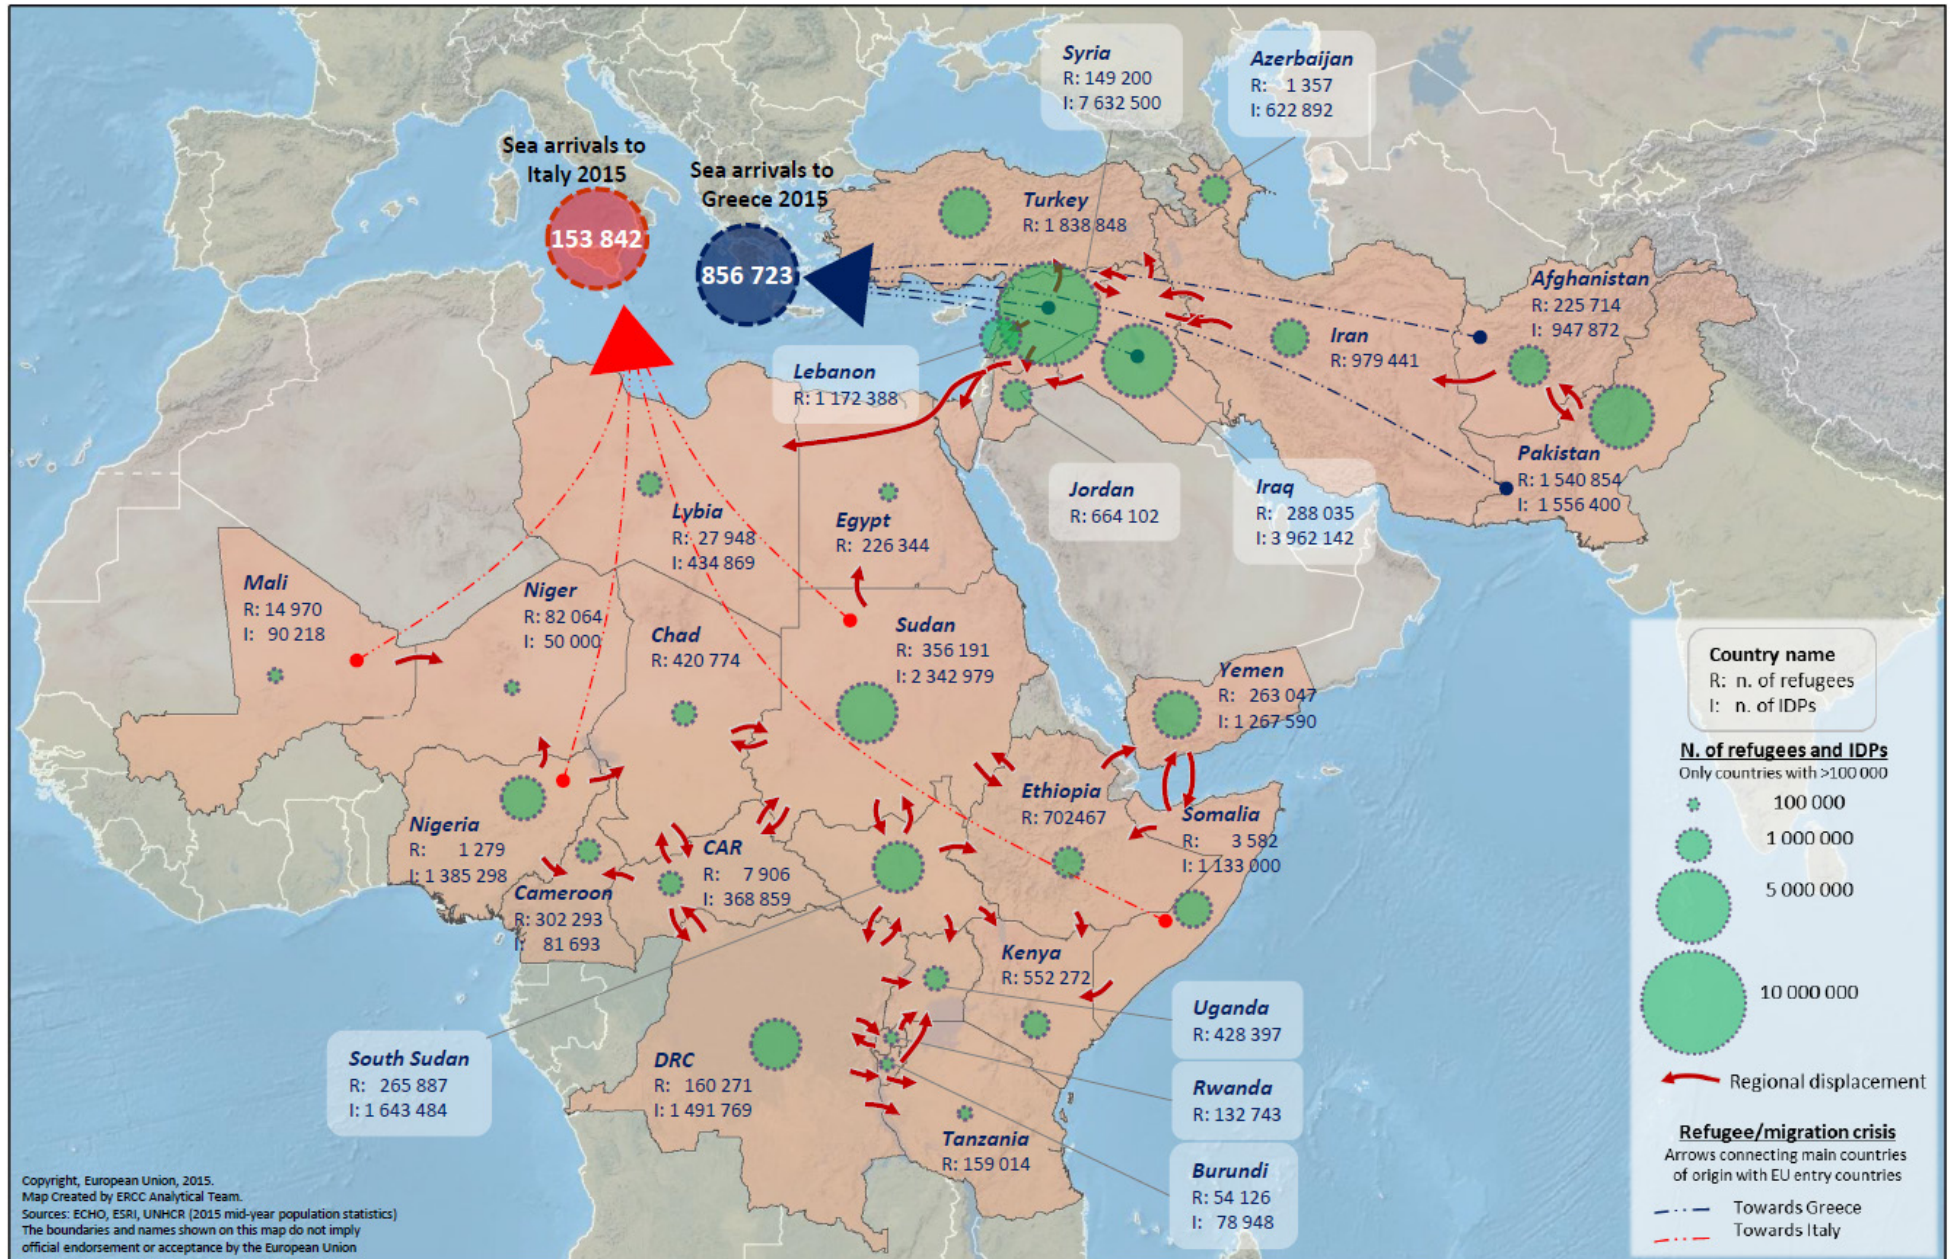 Syria
R: 149 200
I: 7 632 500
Azerbaijan
R: 1 357
I: 622 892
Sea arrivals to
Italy 2015
153 842
Sea arrivals to
Greece 2015
856 723
Turkey
R: 1 838 848
Afghanistan
R: 225 714
I: 947 872
Iran
R: 979 441
Lebanon
R: 1 172 388
Pakistan
R: 1 540 854
I: 1 556 400
Jordan
R: 664 102
Iraq
R: 288 035
I: 3 962 142
Lybia
R: 27 948
I: 434 869
Egypt
R: 226 344
Mali
R: 14 970
I: 90 218
Niger
R: 82 064
I: 50 000
Chad
R: 420 774
Sudan
R: 356 191
I: 2 342 979
Yemen
R: 263 047
I: 1 267 590
Ethiopia
R: 702467
Somalia
R: 3 582
I: 1 133 000
Nigeria
R: 1 279
I: 1 385 298
Cameroon
R: 302 293
I: 81 693
CAR
R: 7 906
I: 368 859
Kenya
R: 552 272
Uganda
R: 428 397
South Sudan
R: 265 887
I: 1 643 484
DRC
R: 160 271
I: 1 491 769
Rwanda
R: 132 743
Tanzania
R: 159 014
Burundi
R: 54 126
I: 78 948
Country name
R: n. of refugees
I: n. of IDPs
N. of refugees and IDPs
Only countries with >100 000
100 000
1 000 000
5 000 000
10 000 000
Regional displacement
Refugee/migration crisis
Arrows connecting main countries
of origin with EU entry countries
Towards Greece
Towards Italy
Copyright, European Union, 2015.
Map Created by ERCC Analytical Team.
Sources: ECHO, ESRI, UNHCR (2015 mid-year population statistics)
The boundaries and names shown on this map do not imply
official endorsement or acceptance by the European Union